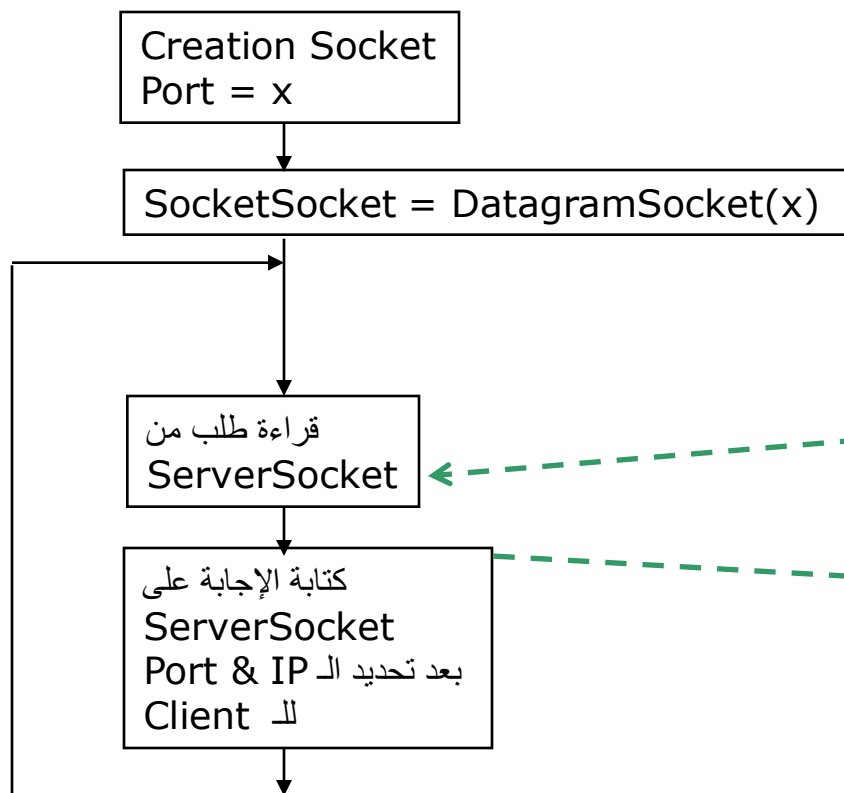 Creation Socket
Port = x
SocketSocket = DatagramSocket(x)
قراءة طلب من
ServerSocket
كتابة الإجابة على
ServerSocket
بعد تحديد الـ Port & IP
للـ Client